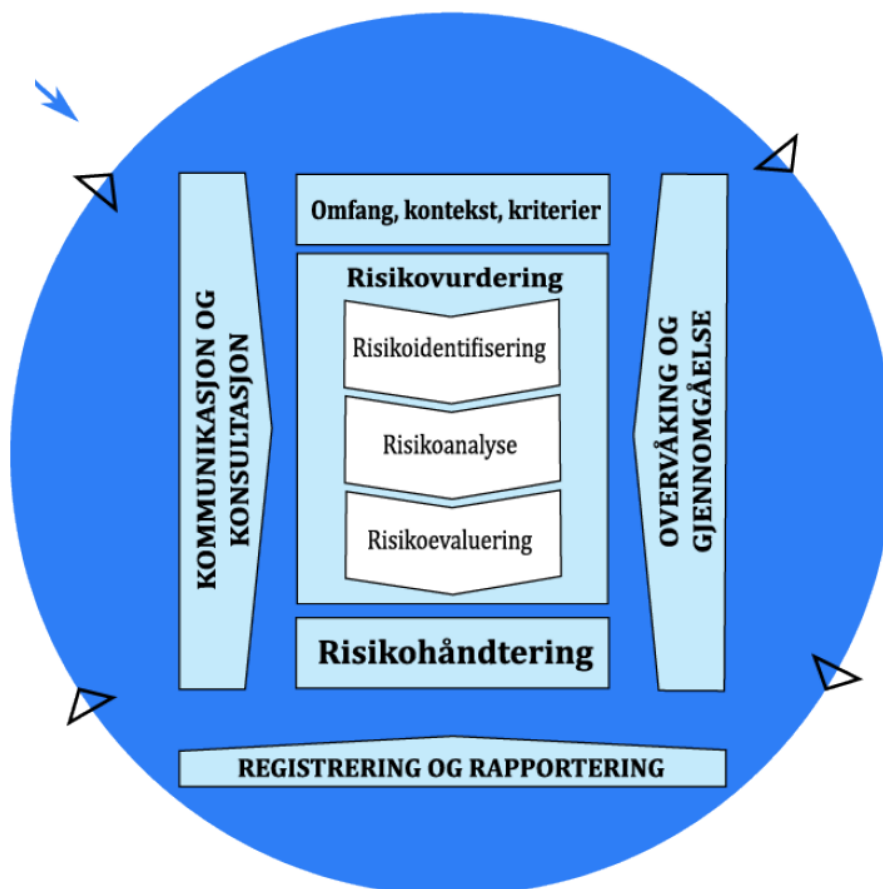 Omfang, kontekst, kriterier
Risikovurdering
Risikoidentifisering
Risikoanalyse
Risikoevaluering
Risikohåndtering
KOMMUNIKASJON OG
KONSULTASJON
OVERVÅKING OG
GJENNOMGÅELSE
REGISTRERING OG RAPPORTERING